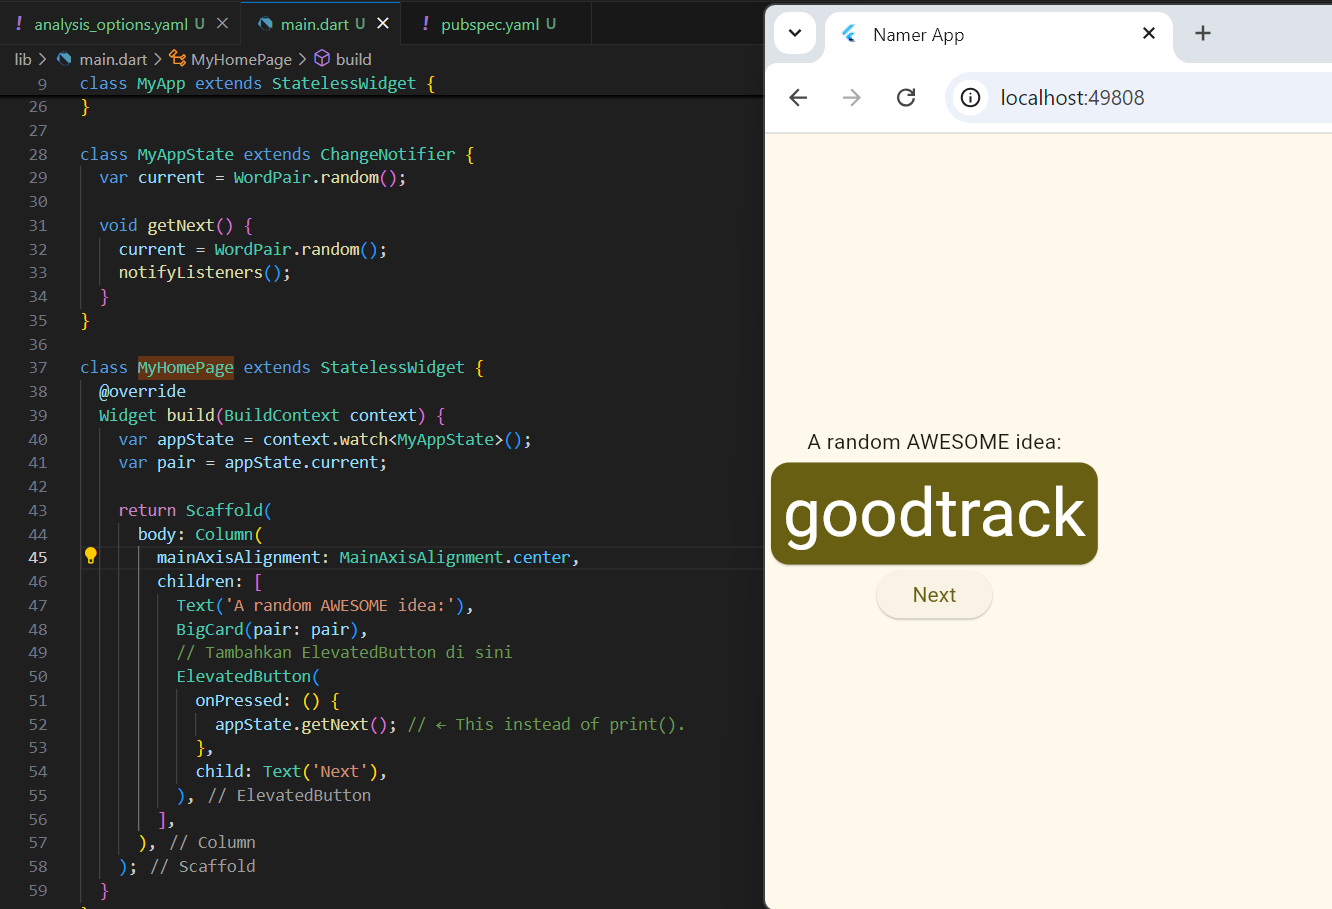 ! analysis_options.yaml U ×
main.dart U ×
! pubspec.yaml U
lib > main.dart > MyHomePage > build
9 class MyApp extends StatelessWidget {
26 }
27
28 class MyAppState extends ChangeNotifier {
29 var current = WordPair.random();
30
31 void getNext() {
32 current = WordPair.random();
33 notifyListeners();
34 }
35 }
36
37 class MyHomePage extends StatelessWidget {
38 @override
39 Widget build(BuildContext context) {
40 var appState = context.watch<MyAppState>();
41 var pair = appState.current;
42
43 return Scaffold(
44 body: Column(
45 mainAxisAlignment: MainAxisAlignment.center,
46 children: [
47 Text('A random AWESOME idea:'),
48 BigCard(pair: pair),
49 // Tambahkan ElevatedButton di sini
50 ElevatedButton(
51 onPressed: () {
52 appState.getNext(); // ← This instead of print().
53 },
54 child: Text('Next'),
55 ), // ElevatedButton
56 ],
57 ), // Column
58 ); // Scaffold
59 }
Namer App
localhost:49808
A random AWESOME idea:
goodtrack
Next